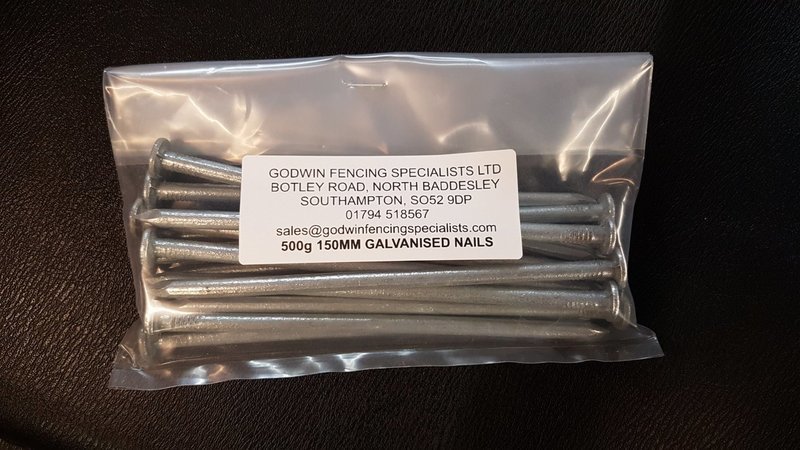 GODWIN FENCING SPECIALISTS LTD
BOTLEY ROAD, NORTH BADDESLEY
SOUTHAMPTON, SO52 9DP
01794 518567
sales@godwinfencingspecialists.com
500g 150MM GALVANISED NAILS